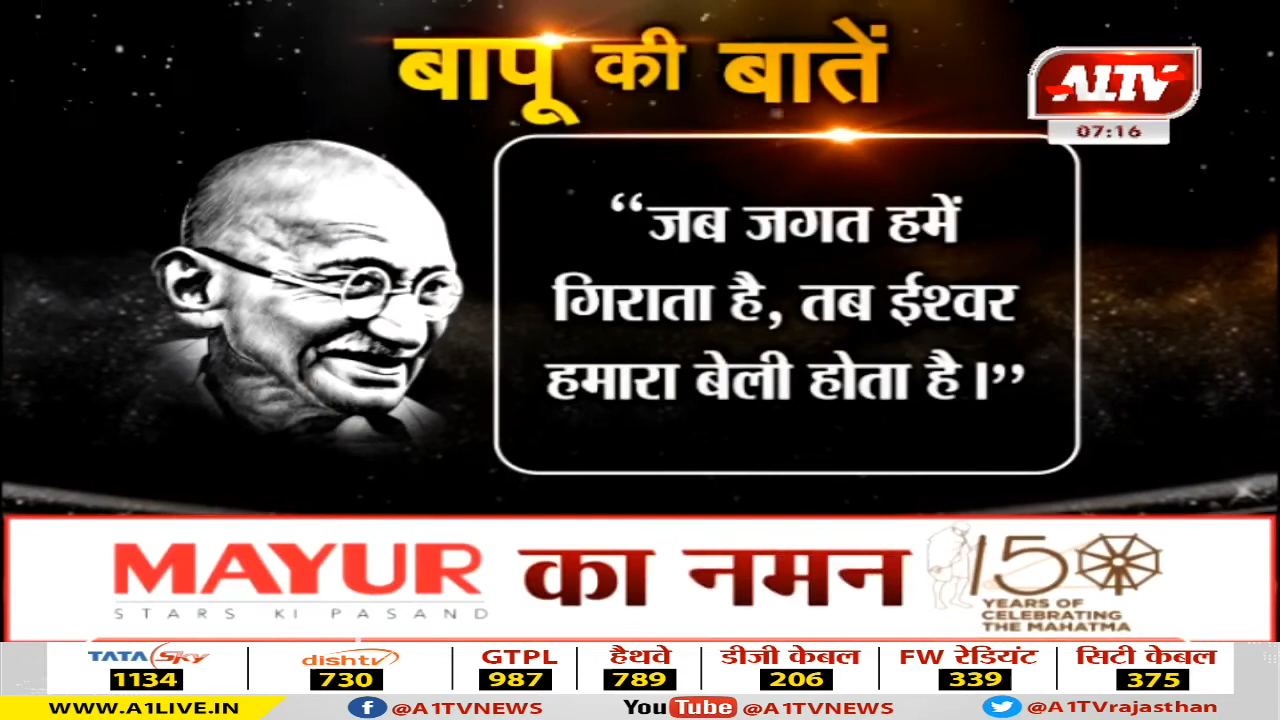 बापू की बातें
A1TV
07:16
“जब जगत हमें
गिराता है, तब ईश्वर
हमारा बेली होता है।”
MAYUR का नमन
STARS KI PASAND
150
YEARS OF
CELEBRATING
THE MAHATMA
TATA Sky dishtv GTPL हैथवे डीजी केबल FW रेडियंट सिटी केबल
1134 730 987 789 206 339 375
WWW.A1LIVE.IN f @A1TVNEWS YouTube @A1TVNEWS @A1TVrajasthan